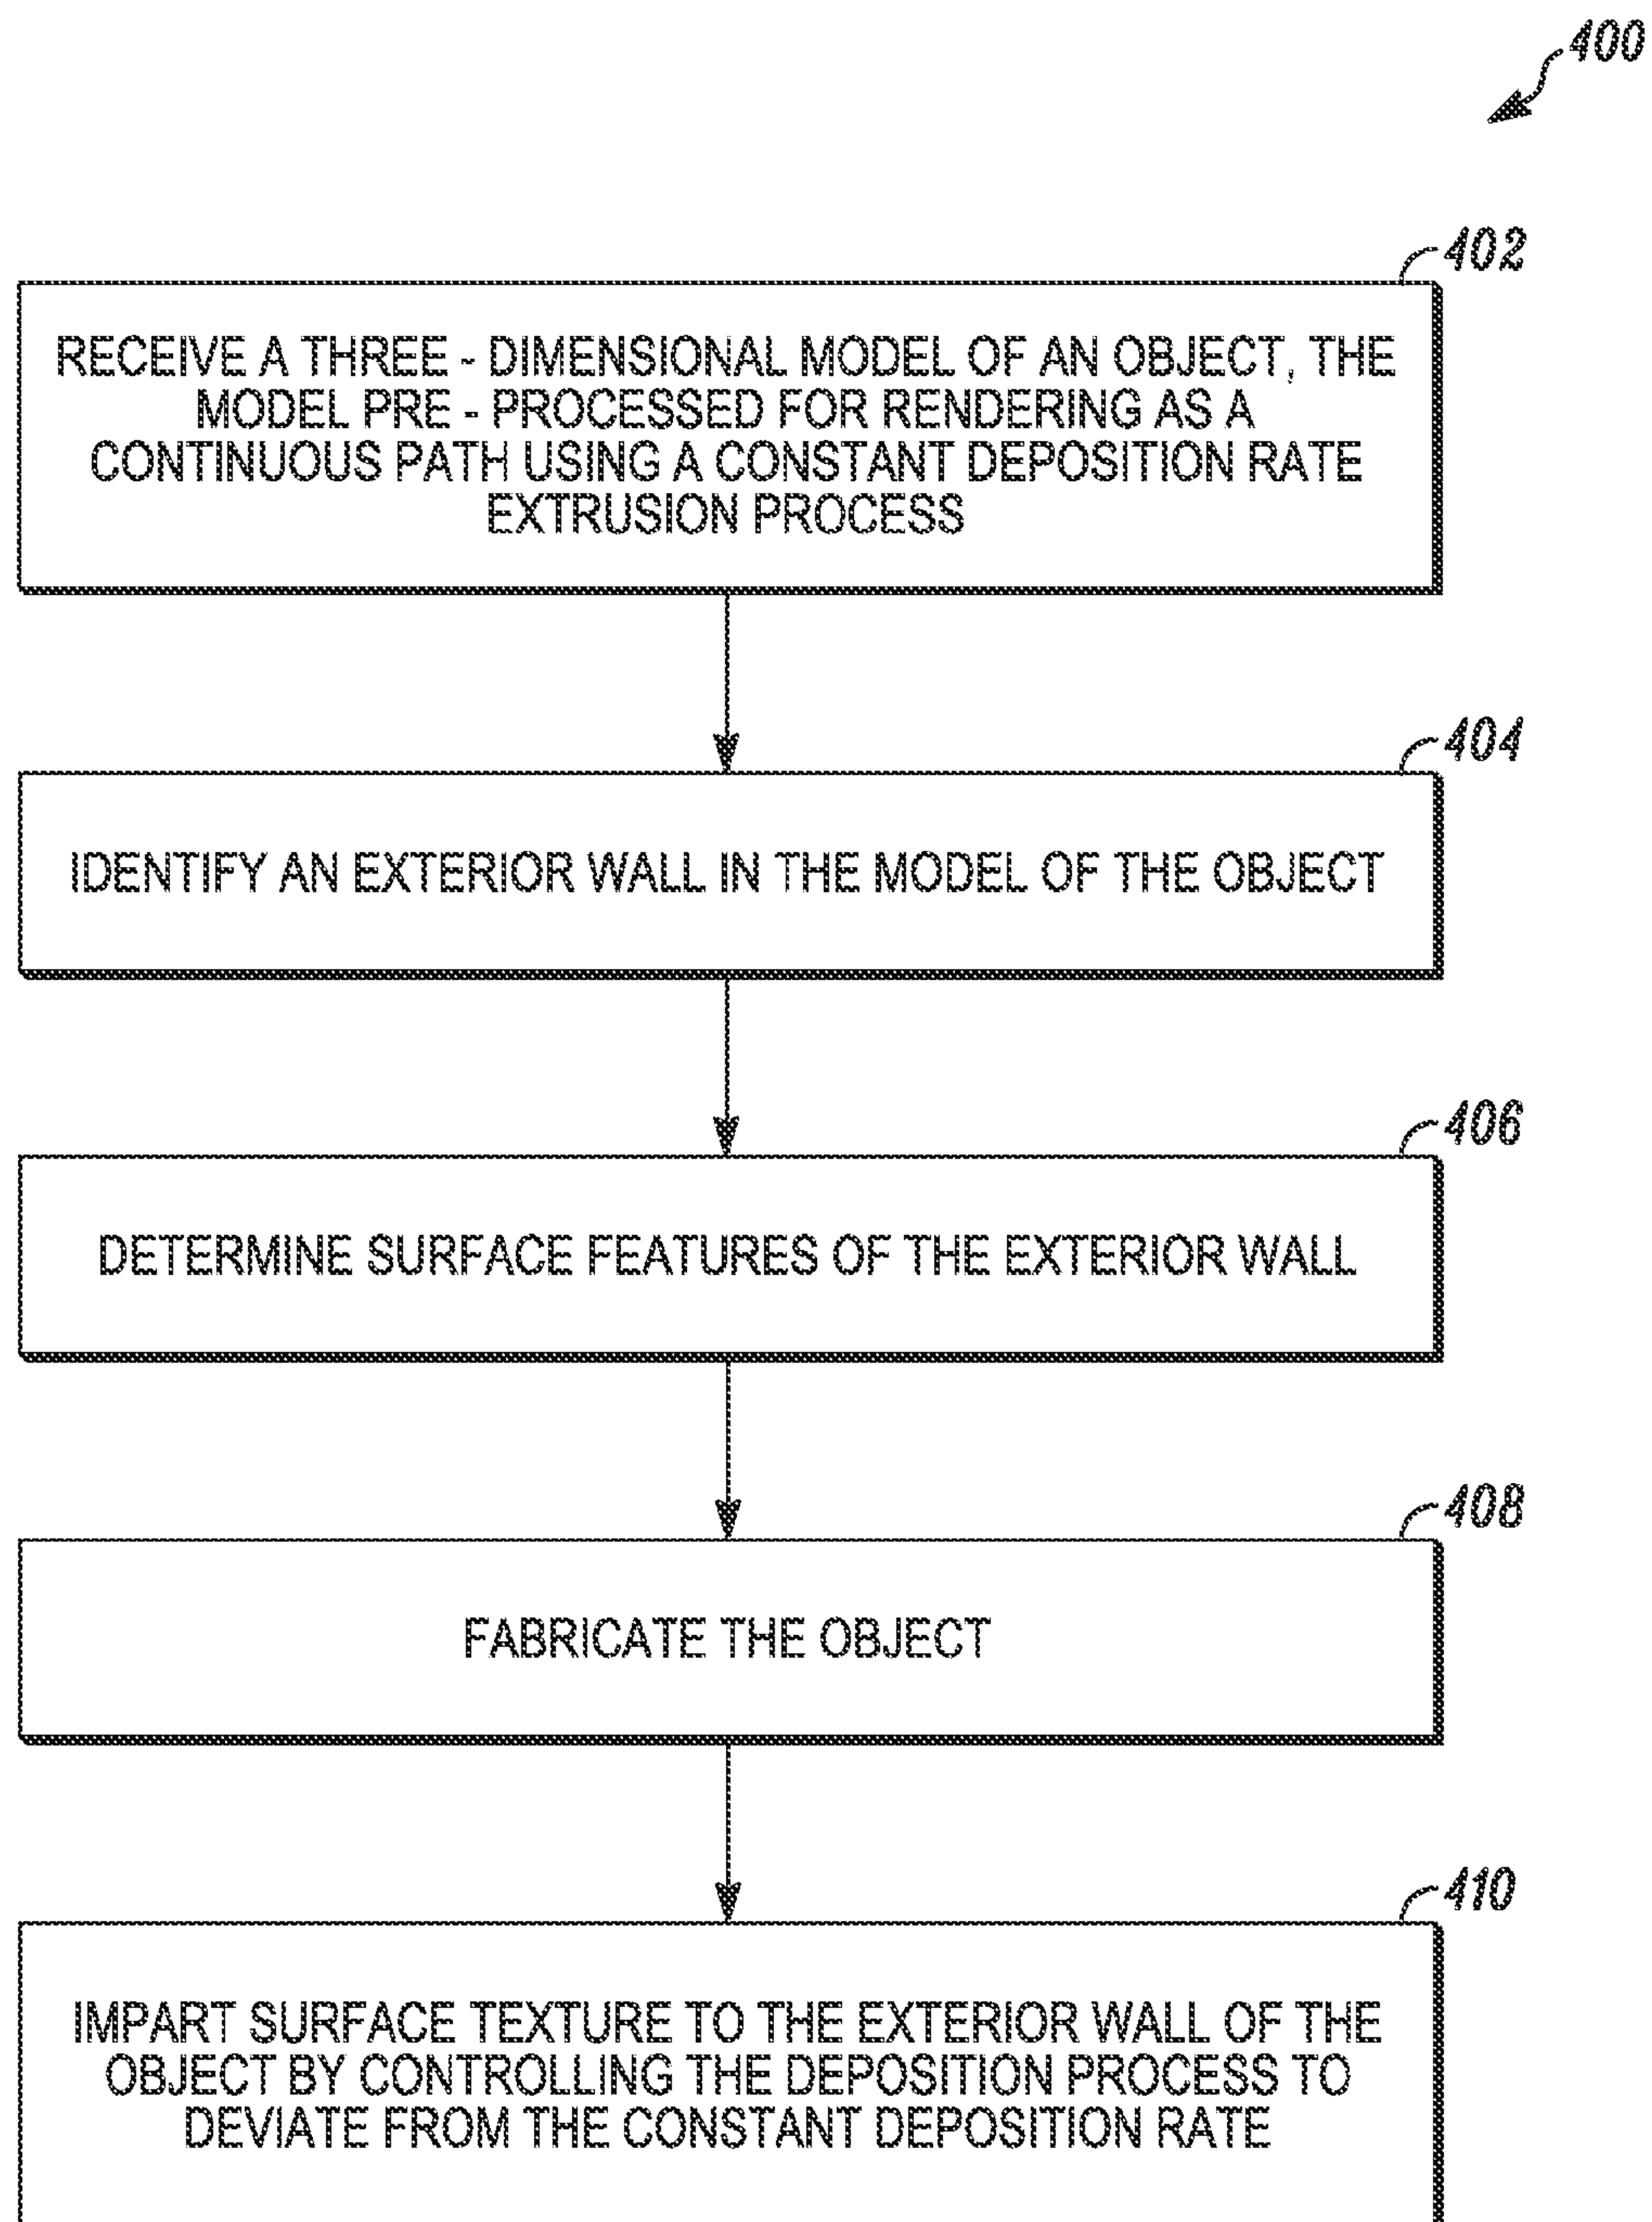 400
402
RECEIVE A THREE - DIMENSIONAL MODEL OF AN OBJECT, THE
MODEL PRE - PROCESSED FOR RENDERING AS A
CONTINUOUS PATH USING A CONSTANT DEPOSITION RATE
EXTRUSION PROCESS
404
IDENTIFY AN EXTERIOR WALL IN THE MODEL OF THE OBJECT
406
DETERMINE SURFACE FEATURES OF THE EXTERIOR WALL
408
FABRICATE THE OBJECT
410
IMPART SURFACE TEXTURE TO THE EXTERIOR WALL OF THE
OBJECT BY CONTROLLING THE DEPOSITION PROCESS TO
DEVIATE FROM THE CONSTANT DEPOSITION RATE